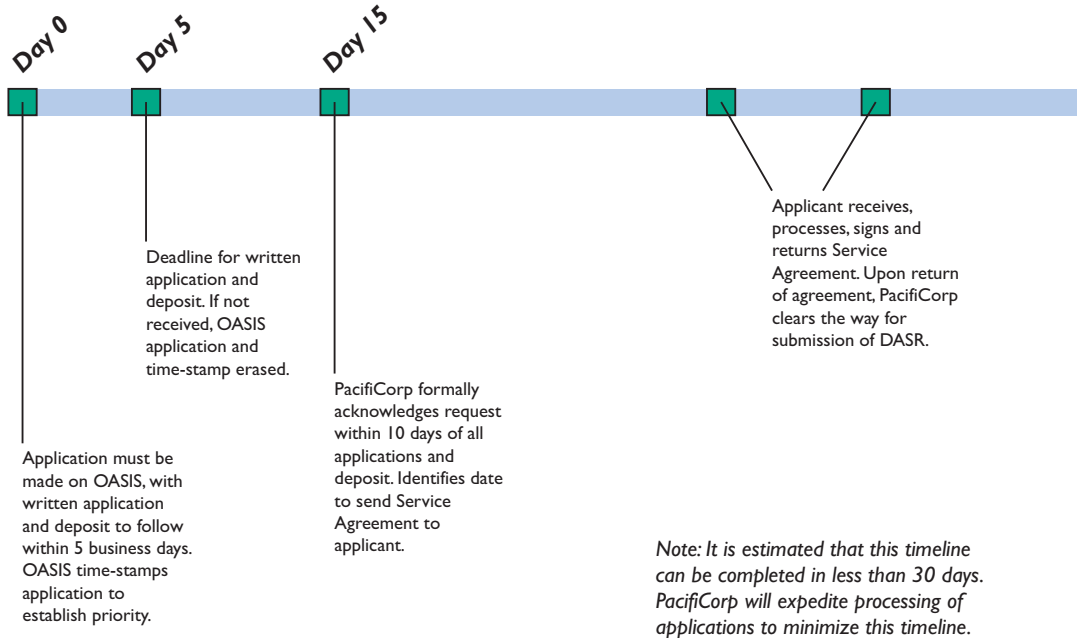 Day 0
Day 5
Day 15
Application must be
made on OASIS, with
written application
and deposit to follow
within 5 business days.
OASIS time-stamps
application to
establish priority.
Deadline for written
application and
deposit. If not
received, OASIS
application and
time-stamp erased.
PacifiCorp formally
acknowledges request
within 10 days of all
applications and
deposit. Identifies date
to send Service
Agreement to
applicant.
Applicant receives,
processes, signs and
returns Service
Agreement. Upon return
of agreement, PacifiCorp
clears the way for
submission of DASR.
Note: It is estimated that this timeline
can be completed in less than 30 days.
PacifiCorp will expedite processing of
applications to minimize this timeline.